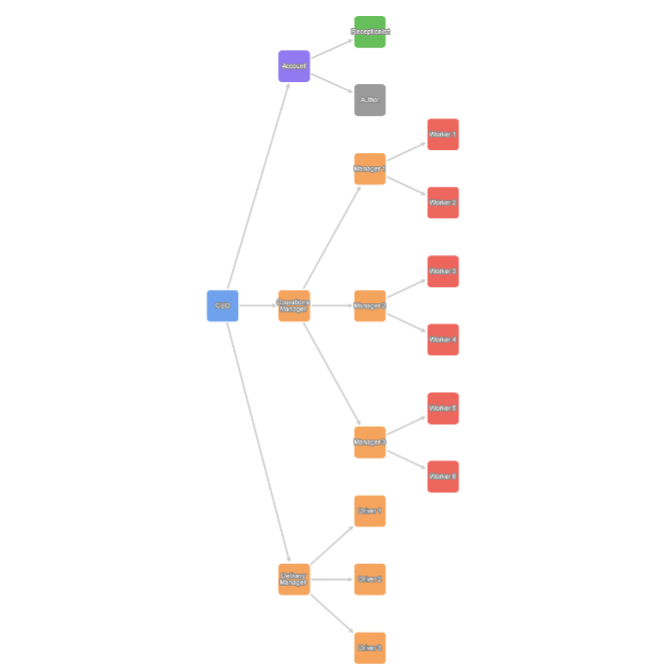 Receptionist
Account
Author
Worker 1
Manager 1
Worker 2
Worker 3
CEO
Operations
Manager
Manager 2
Worker 4
Worker 5
Manager 3
Worker 6
Driver 1
Delivery
Manager
Driver 2
Driver 3